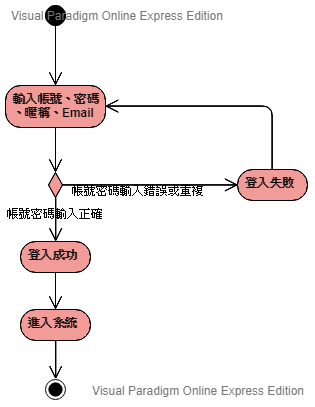 Visual Paradigm Online Express Edition
輸入帳號、密碼
、暱稱、Email
帳號密碼輸入錯誤或重複
登入失敗
帳號密碼輸入正確
登入成功
進入系統
Visual Paradigm Online Express Edition